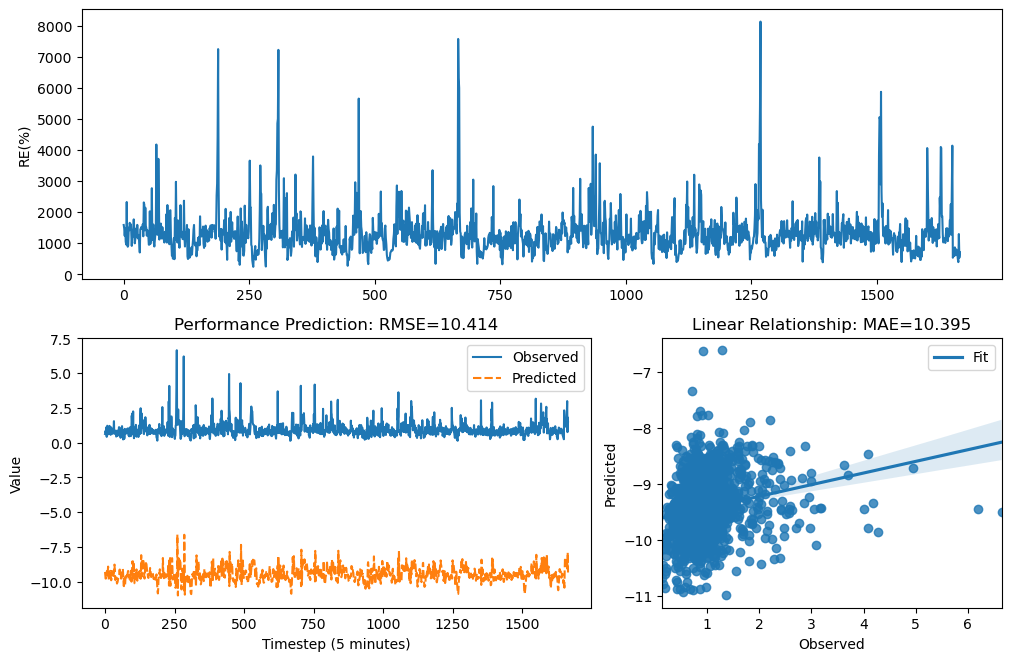 8000
7000
6000
5000
4000
3000
2000
1000
0
RE(%)
0 250 500 750 1000 1250 1500
Performance Prediction: RMSE=10.414
7.5
5.0
2.5
0.0
−2.5
−5.0
−7.5
−10.0
Value
Observed
Predicted
0 250 500 750 1000 1250 1500
Timestep (5 minutes)
Linear Relationship: MAE=10.395
Fit
−7
−8
−9
−10
−11
Predicted
1 2 3 4 5 6
Observed